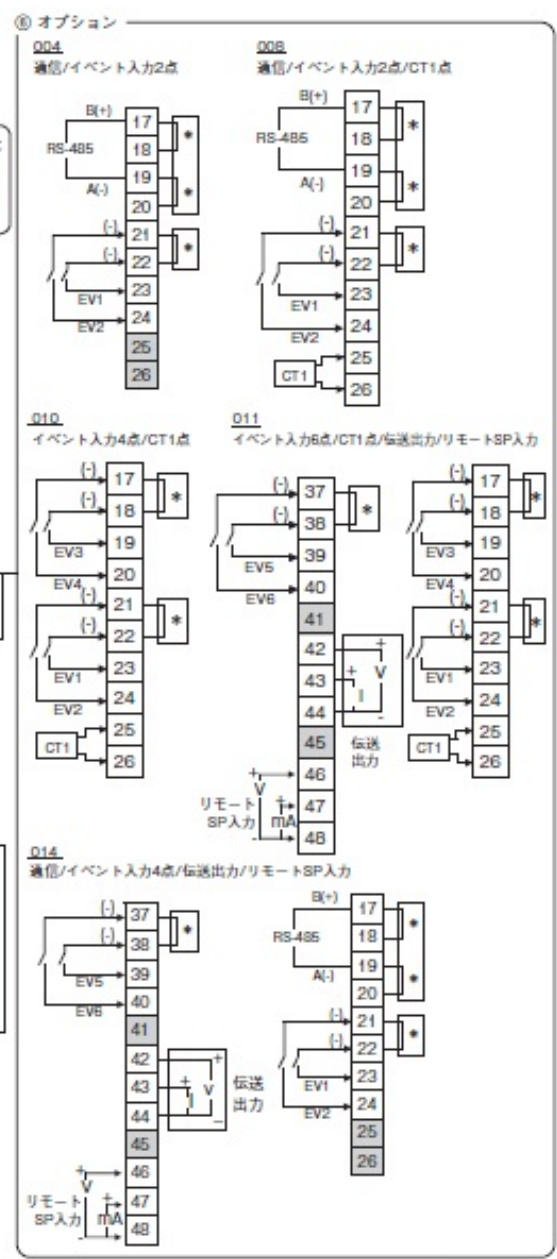 ⑥ オプション
004
通信/イベント入力2点
B(+)
RS-485
A(-)
(-)
(-)
EV1
EV2
17
18
19
20
21
22
23
24
25
26
*
*
*
008
通信/イベント入力2点/CT1点
B(+)
RS-485
A(-)
(-)
(-)
EV1
EV2
CT1
17
18
19
20
21
22
23
24
25
26
*
*
*
010
イベント入力4点/CT1点
(-)
(-)
EV3
EV4
(-)
(-)
EV1
EV2
CT1
17
18
19
20
21
22
23
24
25
26
*
*
011
イベント入力6点/CT1点/伝送出力/リモートSP入力
(-)
(-)
EV5
EV6
37
38
39
40
41
42
43
44
45
46
47
48
*
+
+ V
I
-
伝送
出力
+
V
リモート +
SP入力 mA
-
(-)
(-)
EV3
EV4
(-)
(-)
EV1
EV2
CT1
17
18
19
20
21
22
23
24
25
26
*
*
014
通信/イベント入力4点/伝送出力/リモートSP入力
(-)
(-)
EV5
EV6
37
38
39
40
41
42
43
44
45
46
47
48
*
+
+ V
I
-
伝送
出力
+
V
リモート +
SP入力 mA
-
B(+)
RS-485
A(-)
(-)
(-)
EV1
EV2
17
18
19
20
21
22
23
24
25
26
*
*
*